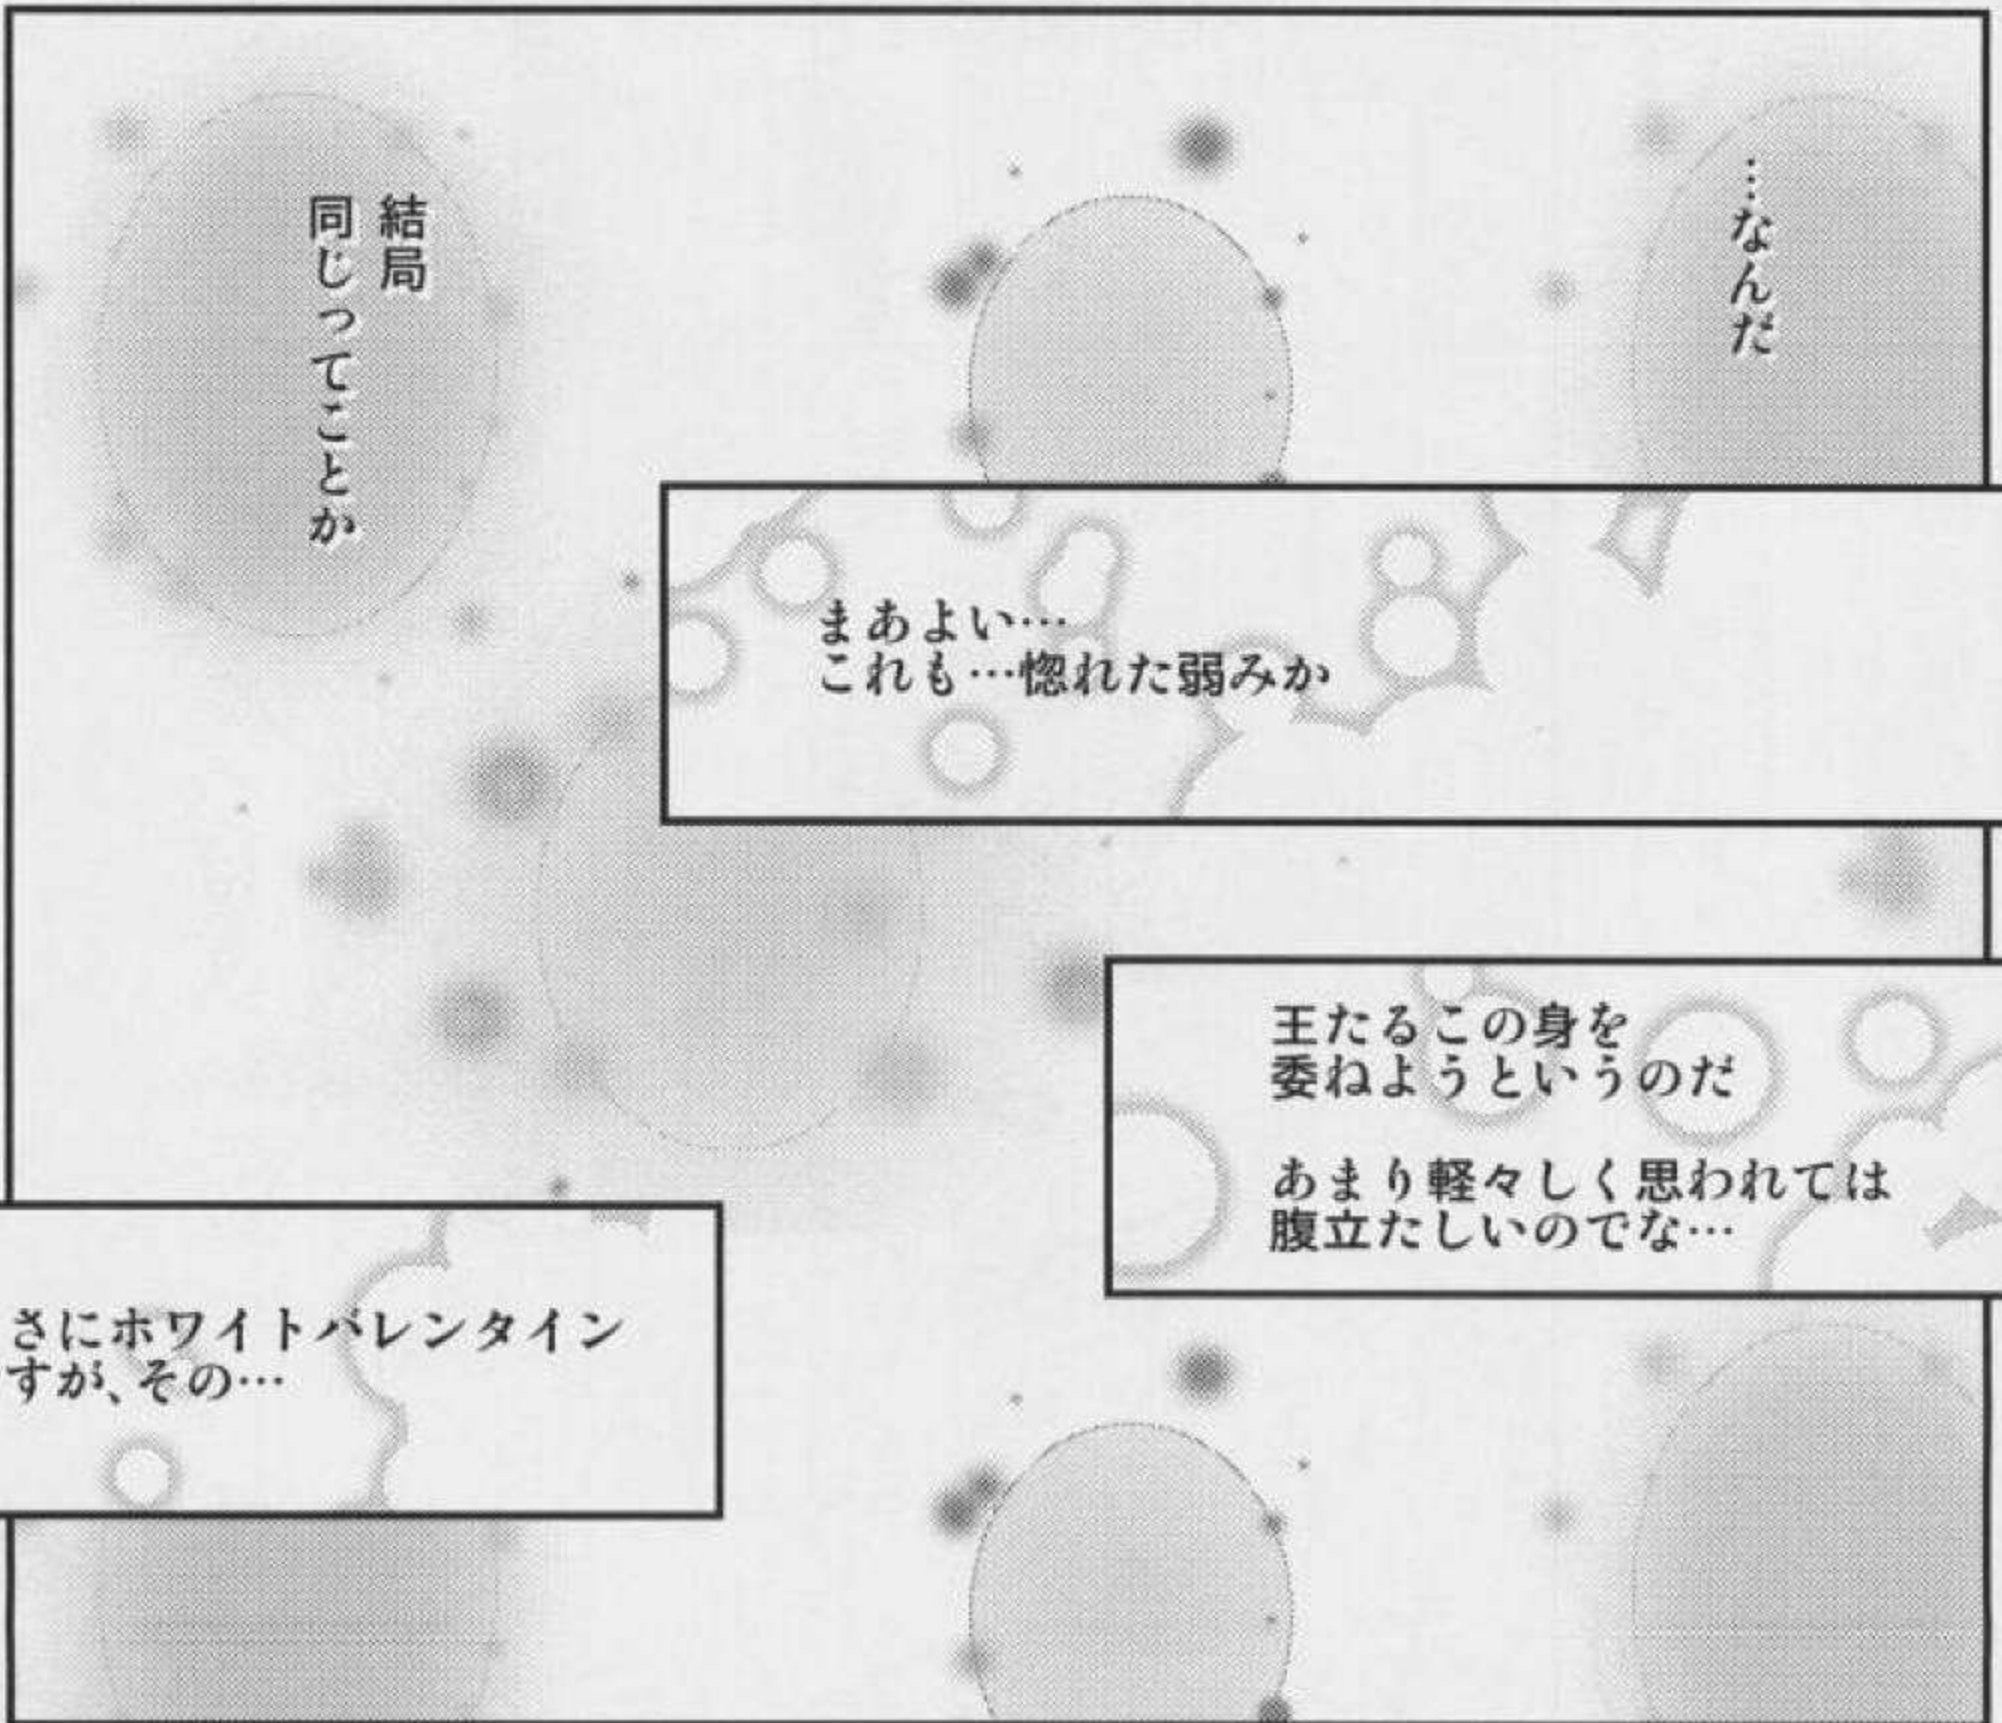 …なんだ
結局
同じってことか
まあよい…
これも…惚れた弱みか
王たるこの身を
委ねようというのだ
あまり軽々しく思われては
腹立たしいのでな…
さにホワイトバレンタイン
すが、その…